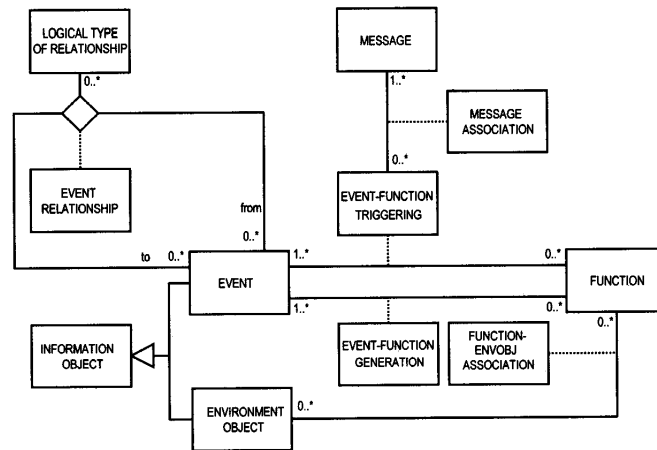 LOGICAL TYPE
OF RELATIONSHIP
0..*
MESSAGE
1..*
MESSAGE
ASSOCIATION
0..*
EVENT
RELATIONSHIP
EVENT-FUNCTION
TRIGGERING
from
0..*
to
0..*
EVENT
1..*
0..*
1..*
0..*
FUNCTION
0..*
INFORMATION
OBJECT
EVENT-FUNCTION
GENERATION
FUNCTION-
ENVOBJ
ASSOCIATION
ENVIRONMENT
OBJECT
0..*